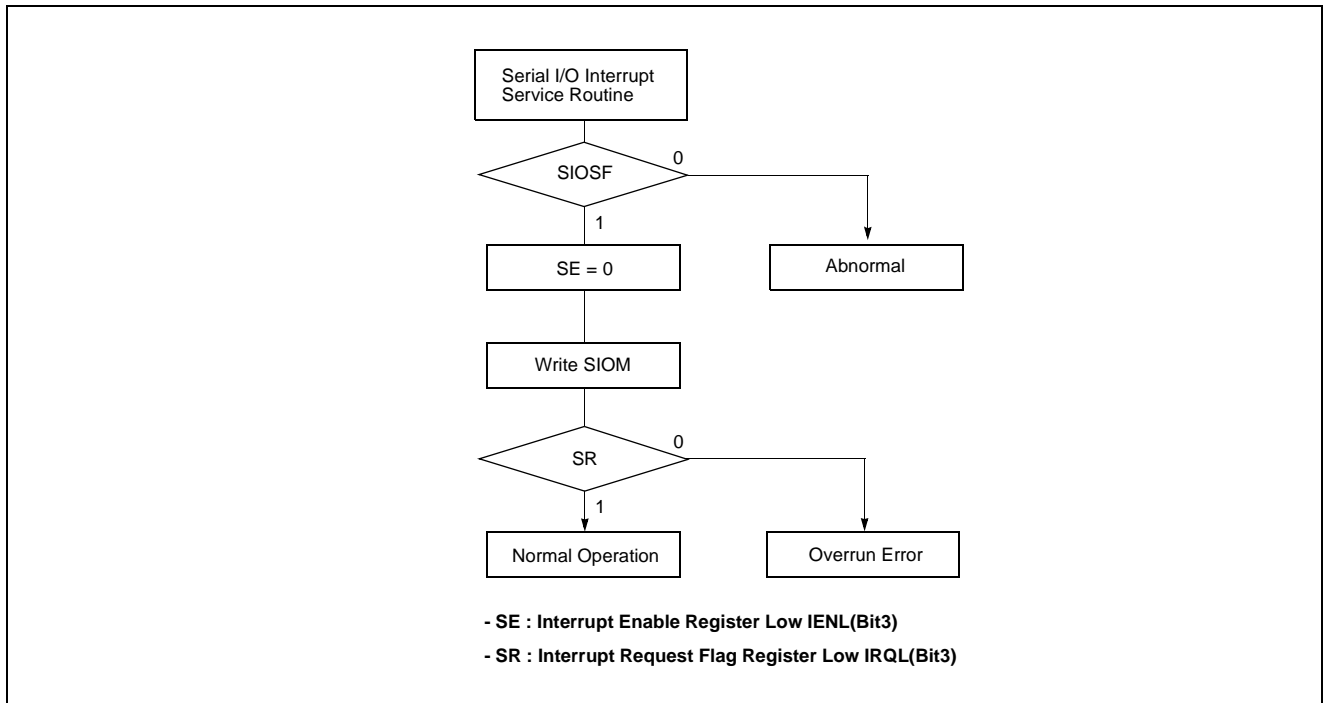 Serial I/O Interrupt
Service Routine
SIOSF
0
1
SE = 0
Abnormal
Write SIOM
SR
0
1
Normal Operation
Overrun Error
- SE : Interrupt Enable Register Low IENL(Bit3)
- SR : Interrupt Request Flag Register Low IRQL(Bit3)